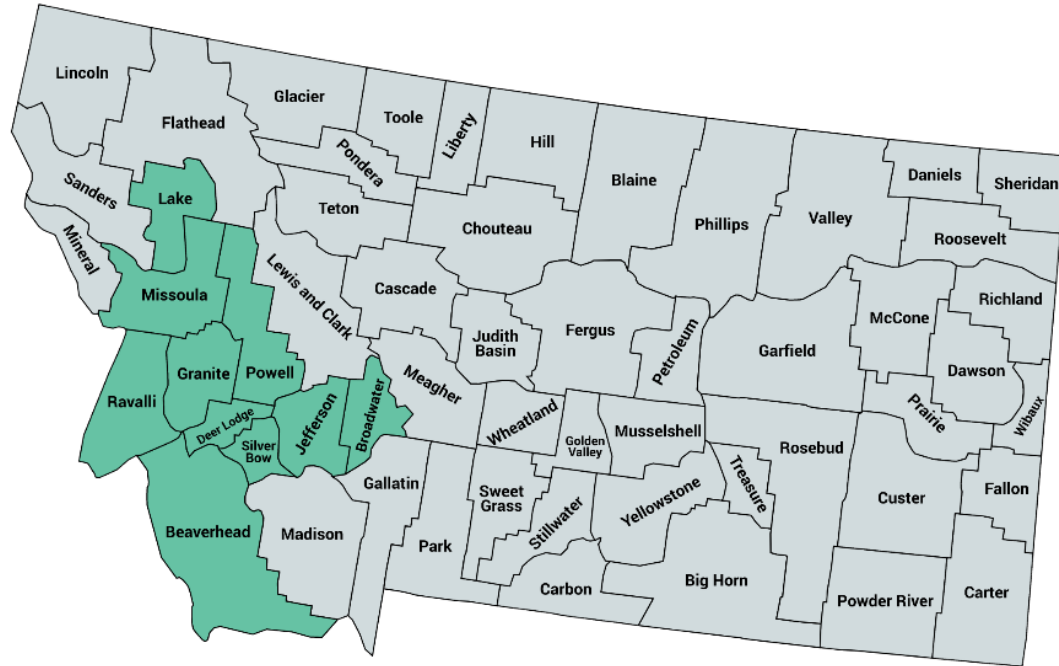 Lincoln
Flathead
Glacier
Toole
Liberty
Hill
Blaine
Phillips
Valley
Daniels
Sheridan
Roosevelt
Richland
Sanders
Lake
Mineral
Missoula
Pondera
Teton
Chouteau
Lewis and Clark
Cascade
Judith
Basin
Fergus
Petroleum
Garfield
McCone
Dawson
Prairie
Wibaux
Ravalli
Granite
Powell
Deer Lodge
Silver
Bow
Jefferson
Broadwater
Meagher
Wheatland
Golden
Valley
Musselshell
Rosebud
Treasure
Custer
Fallon
Beaverhead
Madison
Gallatin
Park
Sweet
Grass
Stillwater
Yellowstone
Carbon
Big Horn
Powder River
Carter